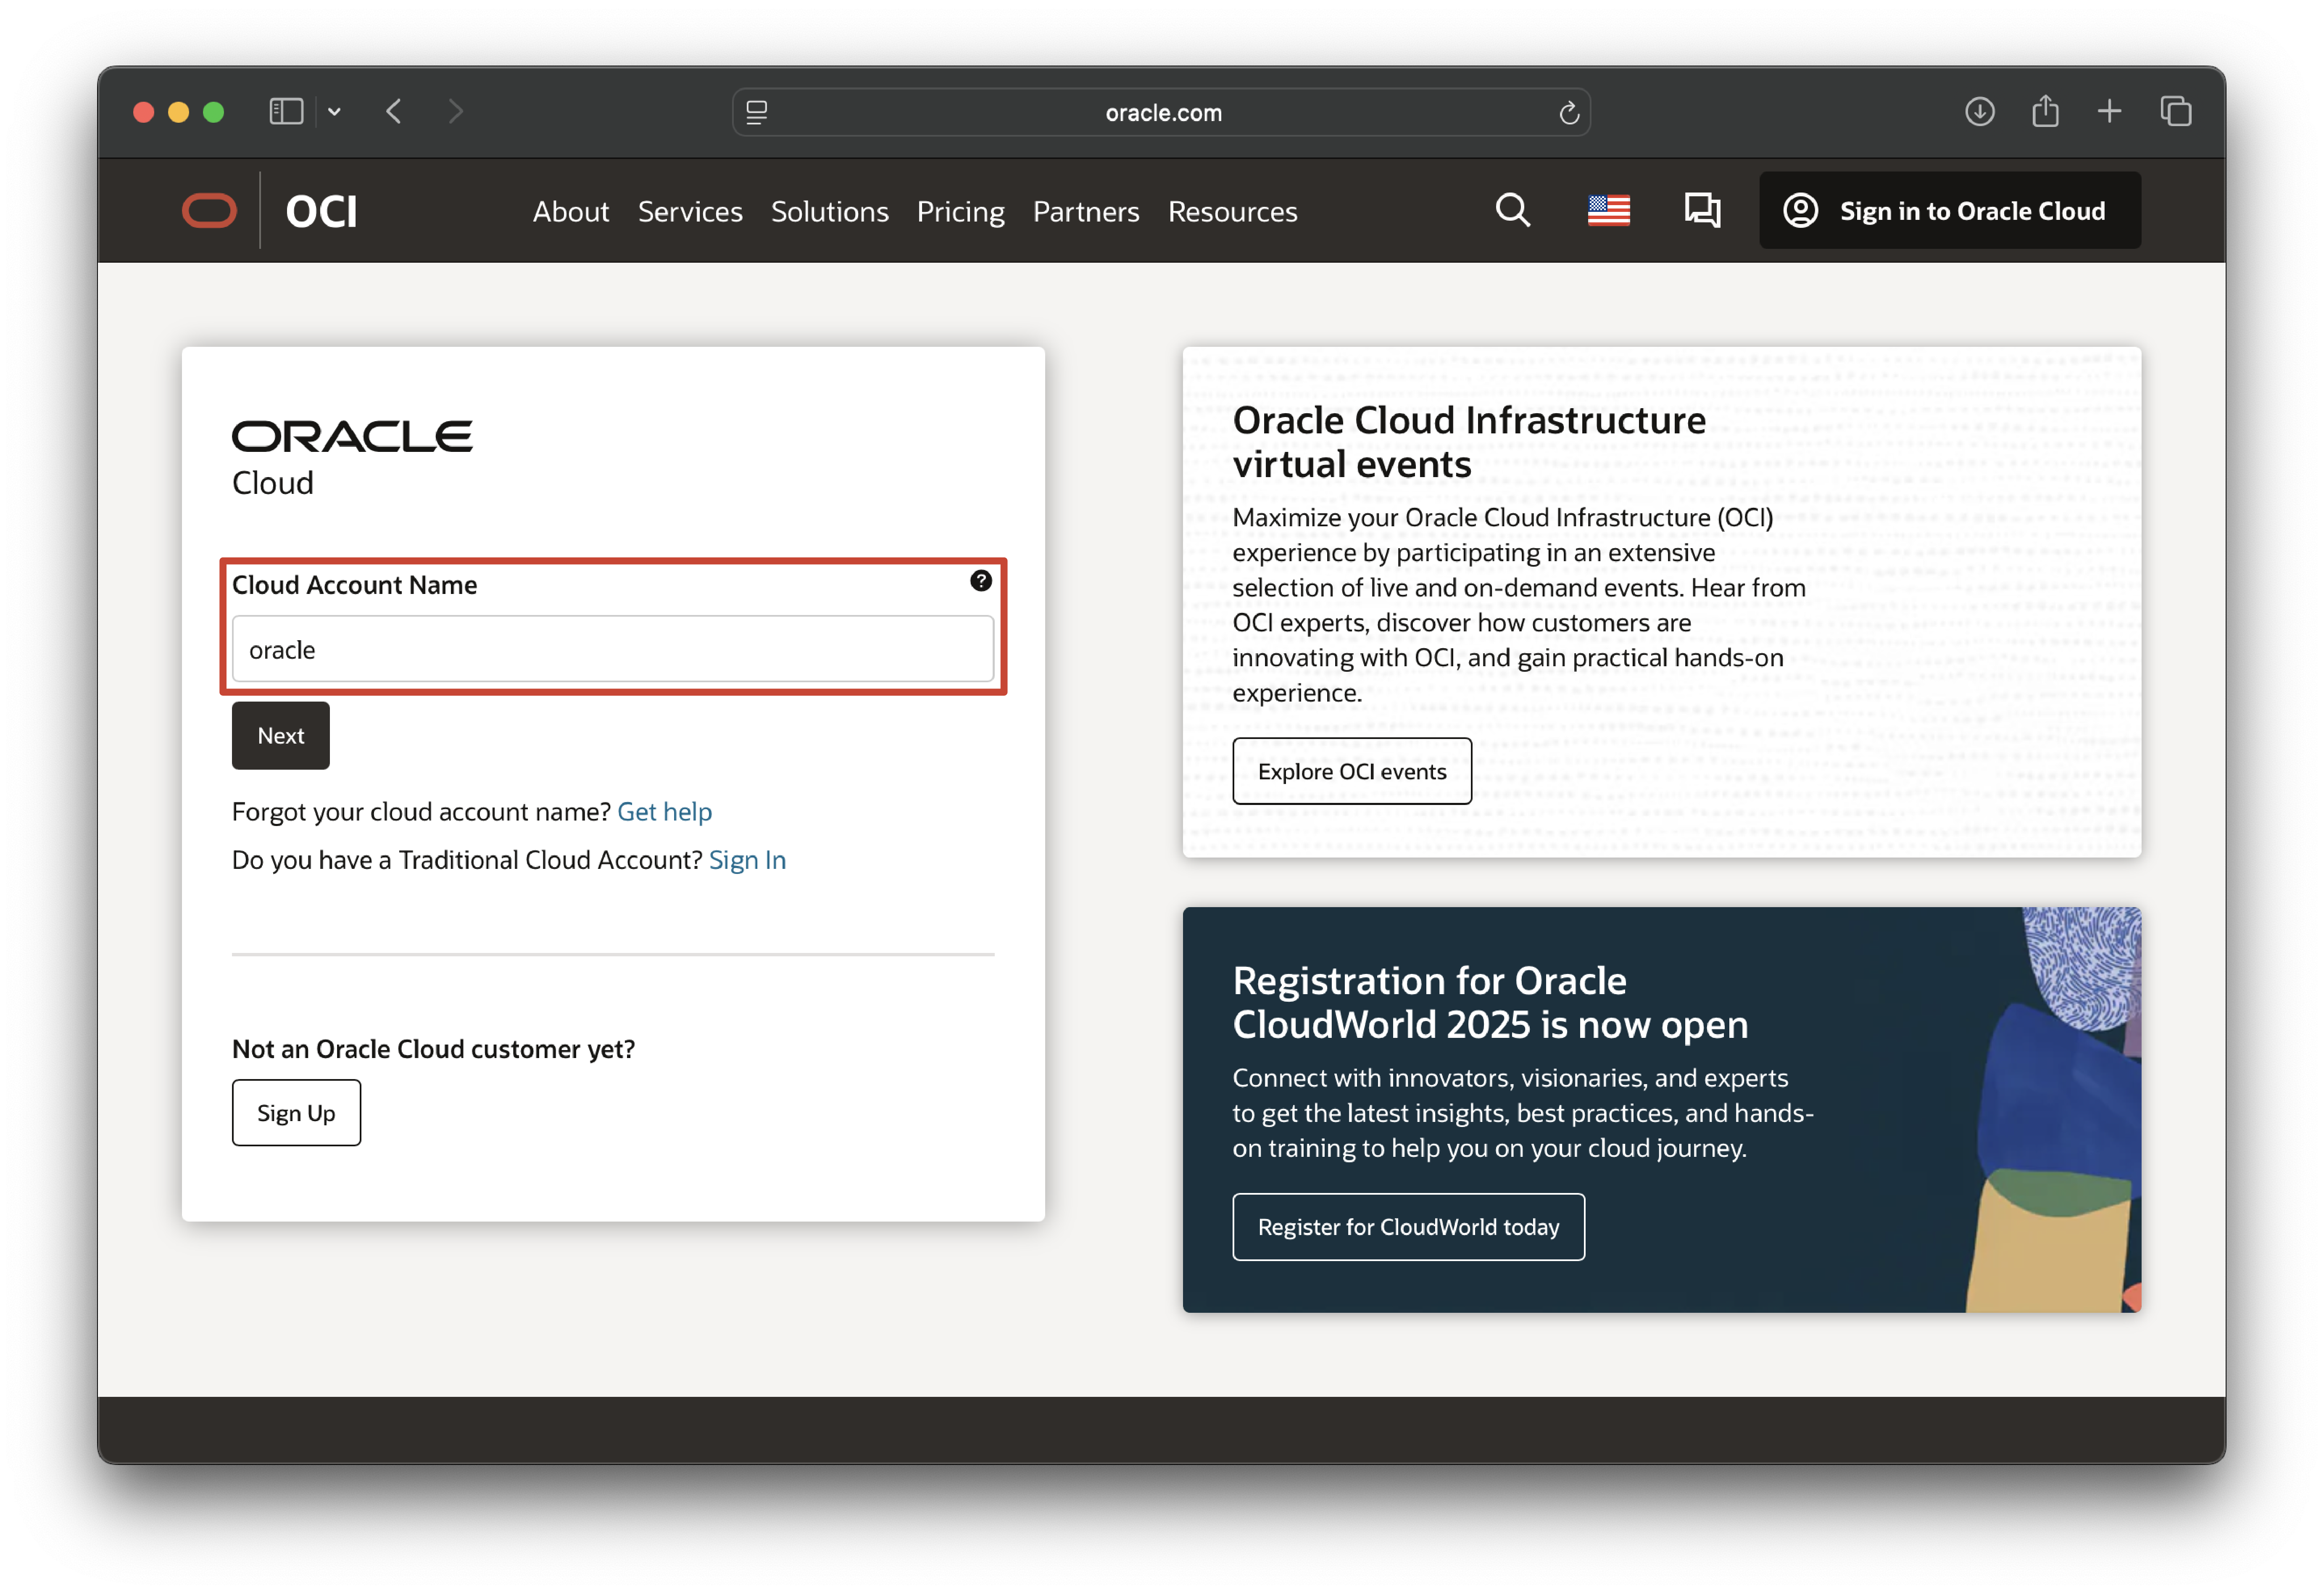 oracle.com
OCI
About Services Solutions Pricing Partners Resources
Sign in to Oracle Cloud
ORACLE
Cloud
Cloud Account Name
?
oracle
Next
Forgot your cloud account name? Get help
Do you have a Traditional Cloud Account? Sign In
Not an Oracle Cloud customer yet?
Sign Up
Oracle Cloud Infrastructure
virtual events
Maximize your Oracle Cloud Infrastructure (OCI)
experience by participating in an extensive
selection of live and on-demand events. Hear from
OCI experts, discover how customers are
innovating with OCI, and gain practical hands-on
experience.
Explore OCI events
Registration for Oracle
CloudWorld 2025 is now open
Connect with innovators, visionaries, and experts
to get the latest insights, best practices, and hands-
on training to help you on your cloud journey.
Register for CloudWorld today